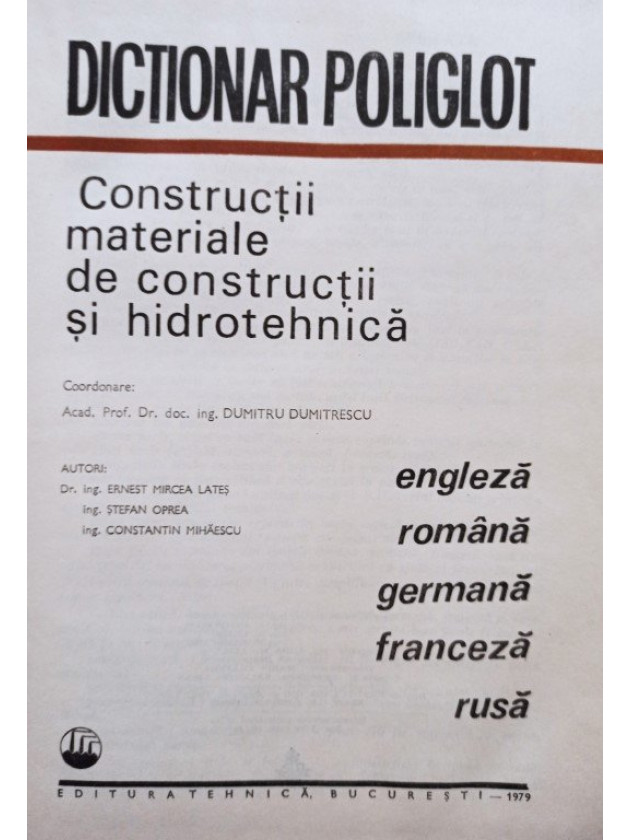 DICȚIONAR POLIGLOT
Construcții
materiale
de construcții
și hidrotehnică
Coordonare:
Acad. Prof. Dr. doc. ing. DUMITRU DUMITRESCU
AUTORI:
Dr. ing. ERNEST MIRCEA LATEȘ
ing. ȘTEFAN OPREA
ing. CONSTANTIN MIHĂESCU
engleză
română
germană
franceză
rusă
EDITURA TEHNICĂ, BUCUREȘTI — 1979